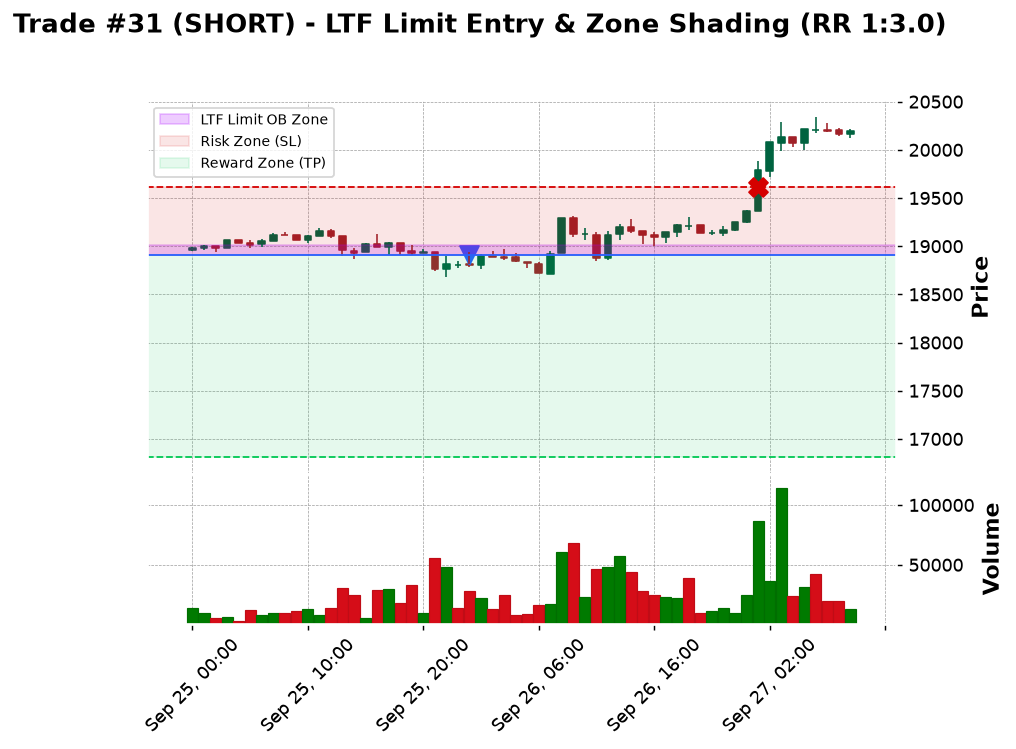 Trade #31 (SHORT) - LTF Limit Entry & Zone Shading (RR 1:3.0)
LTF Limit OB Zone
Risk Zone (SL)
Reward Zone (TP)
20500
20000
19500
19000
18500
18000
17500
17000
Price
100000
50000
Volume
Sep 25, 00:00
Sep 25, 10:00
Sep 25, 20:00
Sep 26, 06:00
Sep 26, 16:00
Sep 27, 02:00